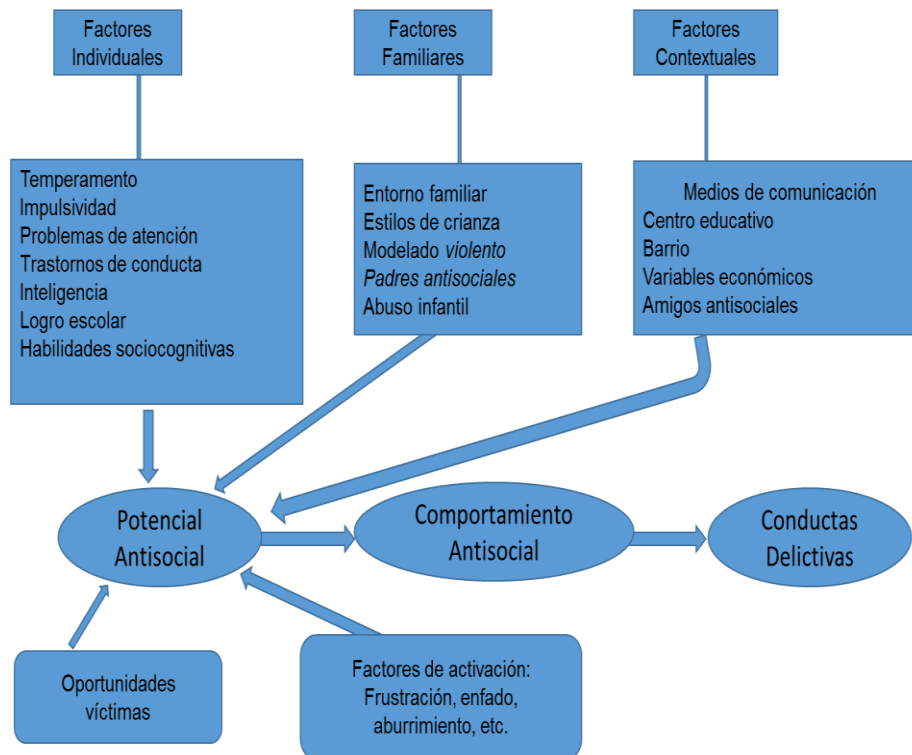 Factores
Individuales
Factores
Familiares
Factores
Contextuales
Temperamento
Impulsividad
Problemas de atención
Trastornos de conducta
Inteligencia
Logro escolar
Habilidades sociocognitivas
Entorno familiar
Estilos de crianza
Modelado violento
Padres antisociales
Abuso infantil
Medios de comunicación
Centro educativo
Barrio
Variables económicos
Amigos antisociales
Potencial
Antisocial
Comportamiento
Antisocial
Conductas
Delictivas
Oportunidades
víctimas
Factores de activación:
Frustración, enfado,
aburrimiento, etc.